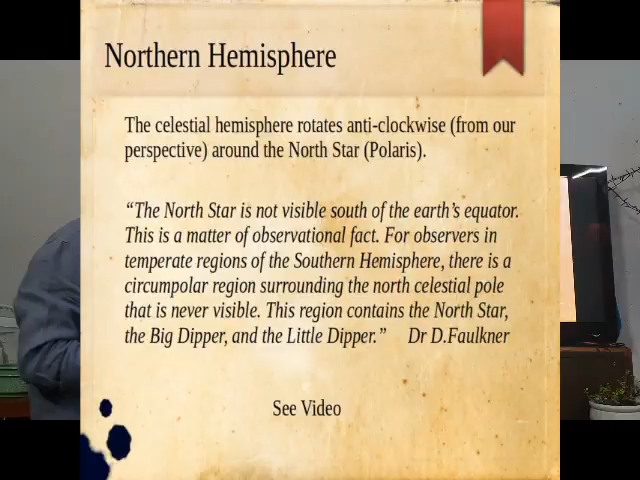 Northern Hemisphere
The celestial hemisphere rotates anti-clockwise (from our
perspective) around the North Star (Polaris).
“The North Star is not visible south of the earth’s equator.
This is a matter of observational fact. For observers in
temperate regions of the Southern Hemisphere, there is a
circumpolar region surrounding the north celestial pole
that is never visible. This region contains the North Star,
the Big Dipper, and the Little Dipper.” Dr D.Faulkner
See Video